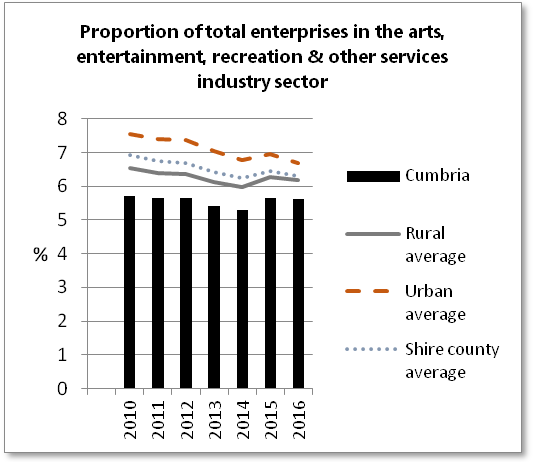 Proportion of total enterprises in the arts,
entertainment, recreation & other services
industry sector
8
7
6
5
4
3
2
1
0
%
2010
2011
2012
2013
2014
2015
2016
Cumbria
Rural
average
Urban
average
Shire county
average